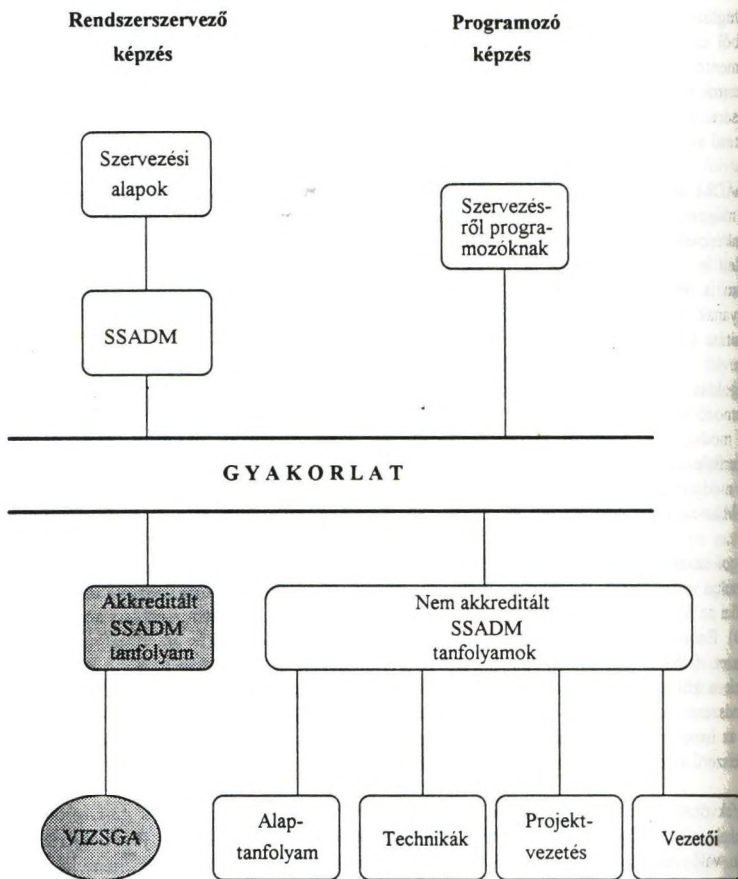 Rendszerszervező
képzés
Programozó
képzés
Szervezési
alapok
Szervezés-
ről progra-
mozóknak
SSADM
GYAKORLAT
Akkreditált
SSADM
tanfolyam
Nem akkreditált
SSADM
tanfolyamok
VIZSGA
Alap-
tanfolyam
Technikák
Projekt-
vezetés
Vezetői